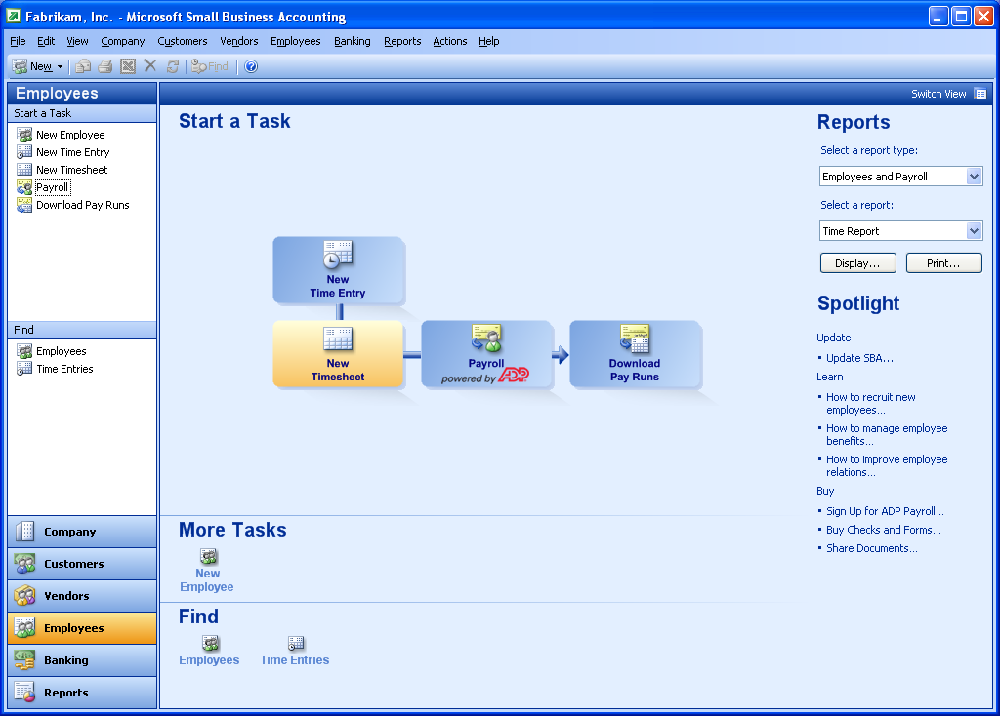 Fabrikam, Inc. - Microsoft Small Business Accounting
File Edit View Company Customers Vendors Employees Banking Reports Actions Help
New Find
Employees
Start a Task
New Employee
New Time Entry
New Timesheet
Payroll
Download Pay Runs
Find
Employees
Time Entries
Company
Customers
Vendors
Employees
Banking
Reports
Switch View
Start a Task
New
Time Entry
New
Timesheet
Payroll
powered by ADP
Download
Pay Runs
More Tasks
New
Employee
Find
Employees
Time Entries
Reports
Select a report type:
Employees and Payroll
Select a report:
Time Report
Display...
Print...
Spotlight
Update
• Update SBA...
Learn
• How to recruit new
employees...
• How to manage employee
benefits...
• How to improve employee
relations...
Buy
• Sign Up for ADP Payroll...
• Buy Checks and Forms...
• Share Documents...